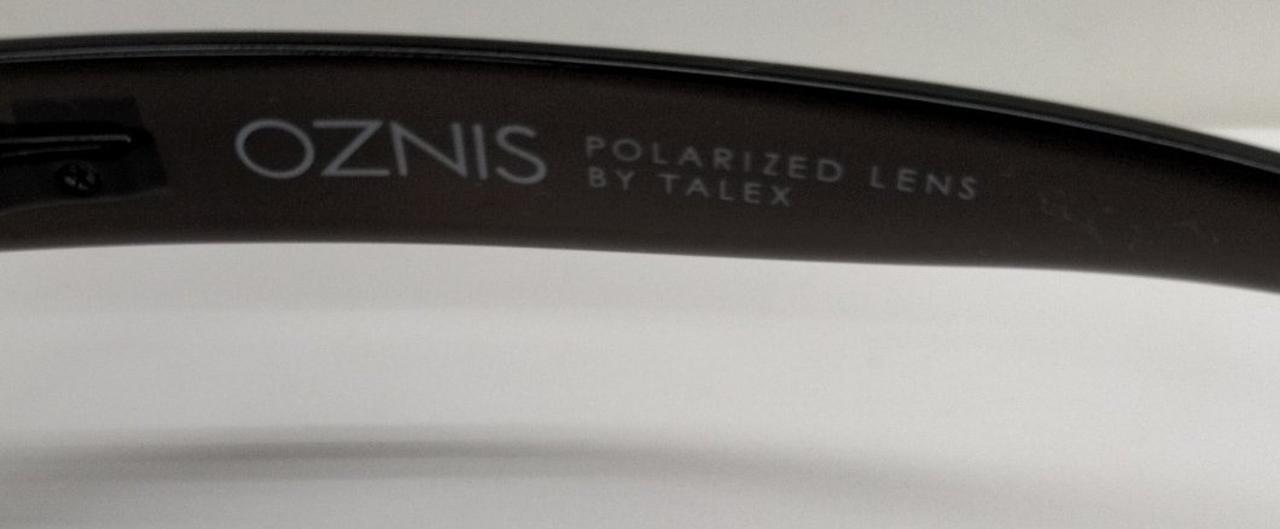 OZNIS
POLARIZED LENS
BY TALEX